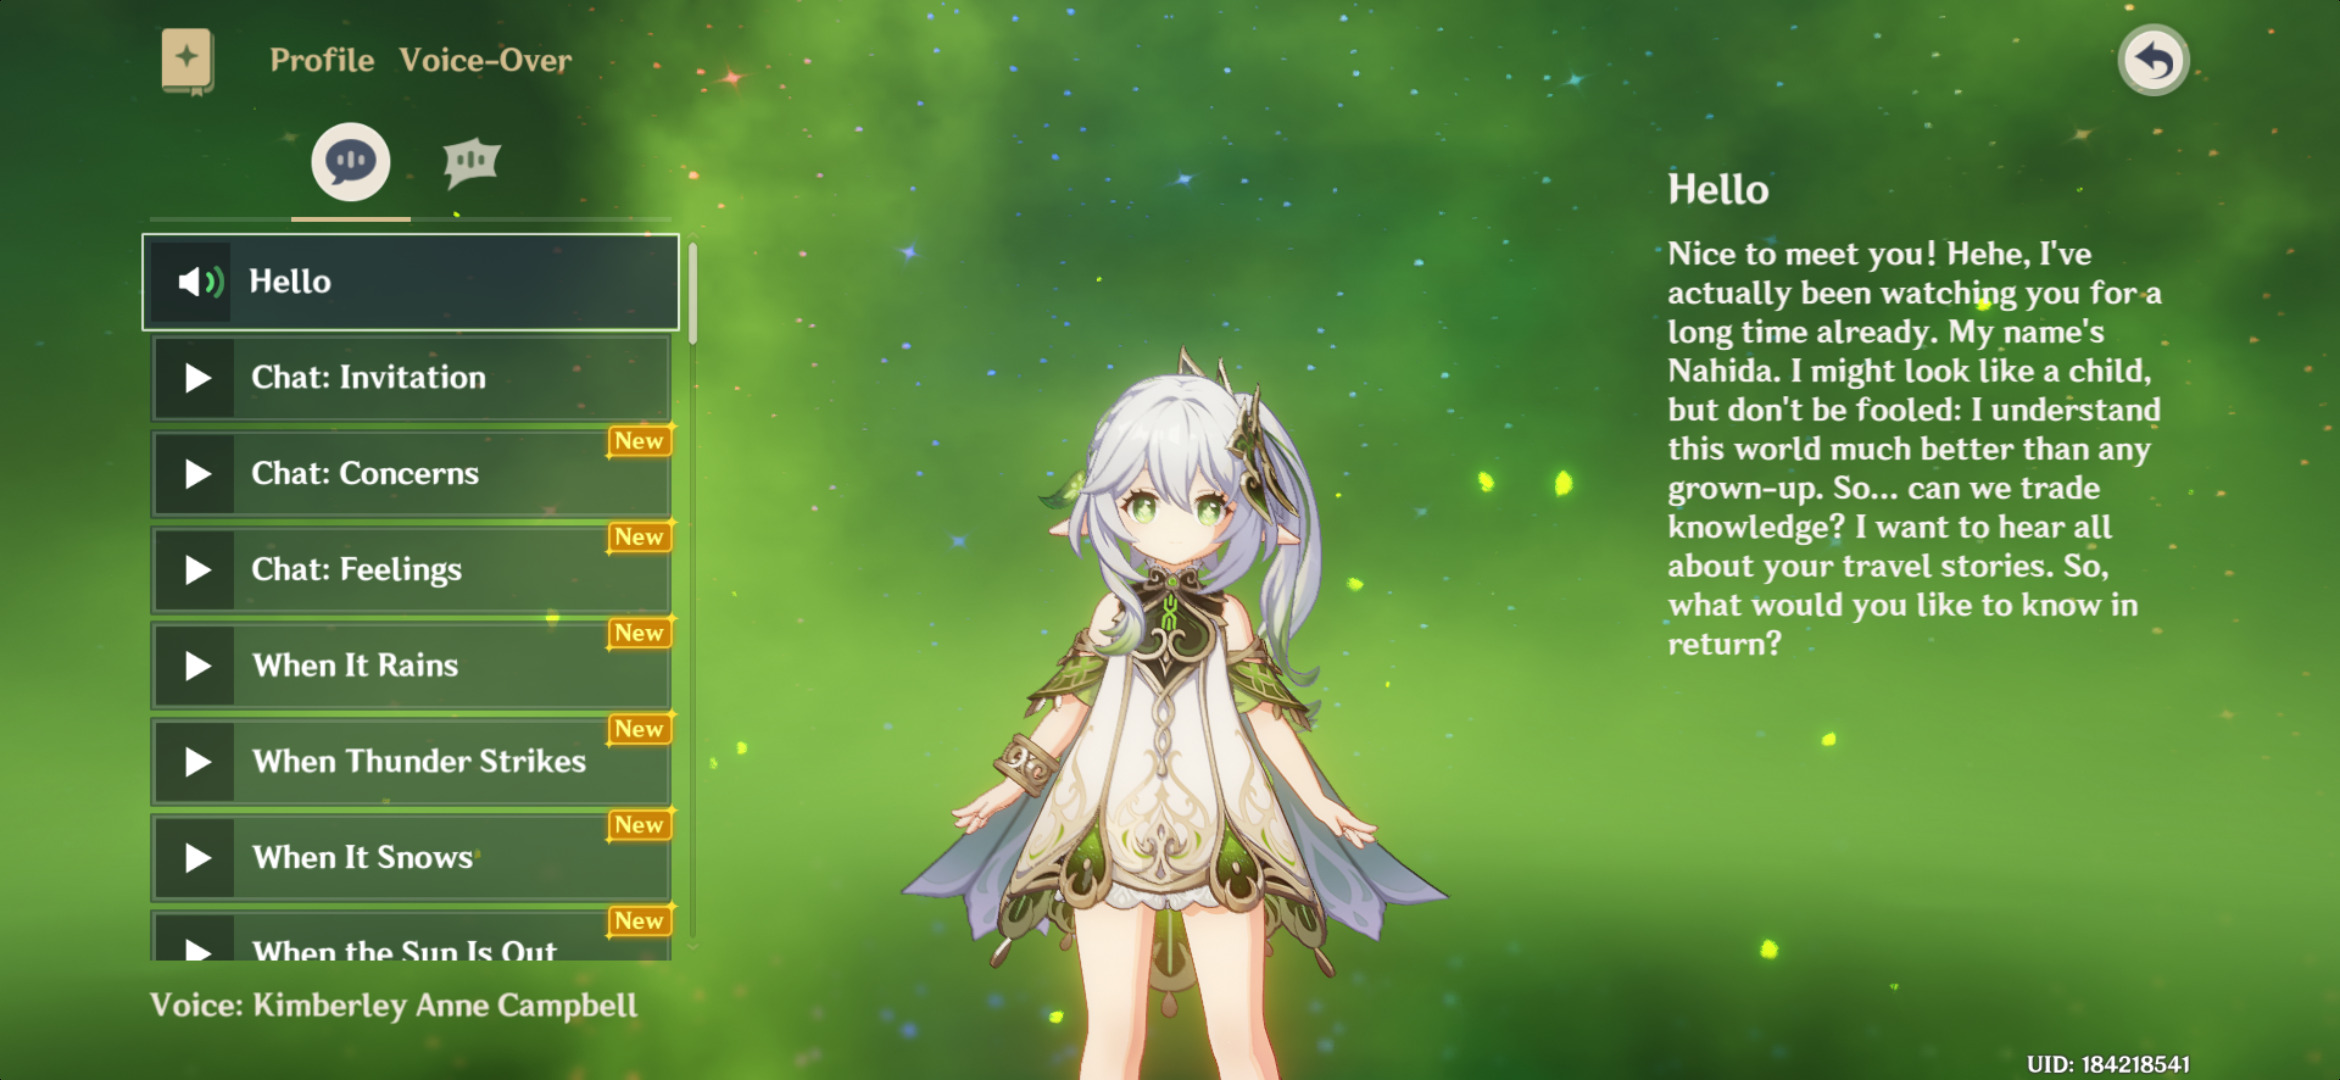 Profile Voice-Over
Hello
Chat: Invitation
New
Chat: Concerns
New
Chat: Feelings
New
When It Rains
New
When Thunder Strikes
New
When It Snows
New
When the Sun Is Out
Voice: Kimberley Anne Campbell
Hello
Nice to meet you! Hehe, I've
actually been watching you for a
long time already. My name's
Nahida. I might look like a child,
but don't be fooled: I understand
this world much better than any
grown-up. So... can we trade
knowledge? I want to hear all
about your travel stories. So,
what would you like to know in
return?
UID: 184218541